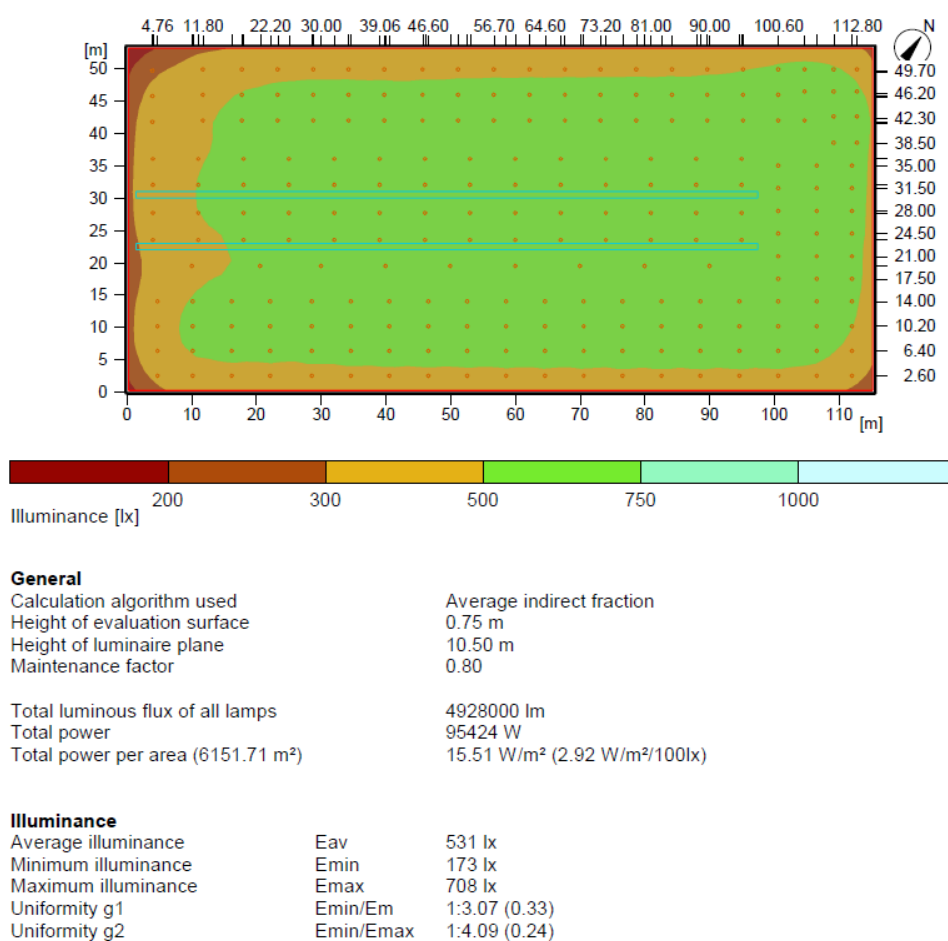 4.76 11.80 22.20 30.00 39.06 46.60 56.70 64.60 73.20 81.00 90.00 100.60 112.80 N
[m]
50 49.70
45 46.20
42.30
40
38.50
35 35.00
31.50
30
28.00
25 24.50
21.00
20
17.50
15 14.00
10 10.20
5 6.40
2.60
0
0 10 20 30 40 50 60 70 80 90 100 110 [m]
200 300 500 750 1000
Illuminance [lx]
General
Calculation algorithm used Average indirect fraction
Height of evaluation surface 0.75 m
Height of luminaire plane 10.50 m
Maintenance factor 0.80
Total luminous flux of all lamps 4928000 lm
Total power 95424 W
Total power per area (6151.71 m²) 15.51 W/m² (2.92 W/m²/100lx)
Illuminance
Average illuminance Eav 531 lx
Minimum illuminance Emin 173 lx
Maximum illuminance Emax 708 lx
Uniformity g1 Emin/Em 1:3.07 (0.33)
Uniformity g2 Emin/Emax 1:4.09 (0.24)